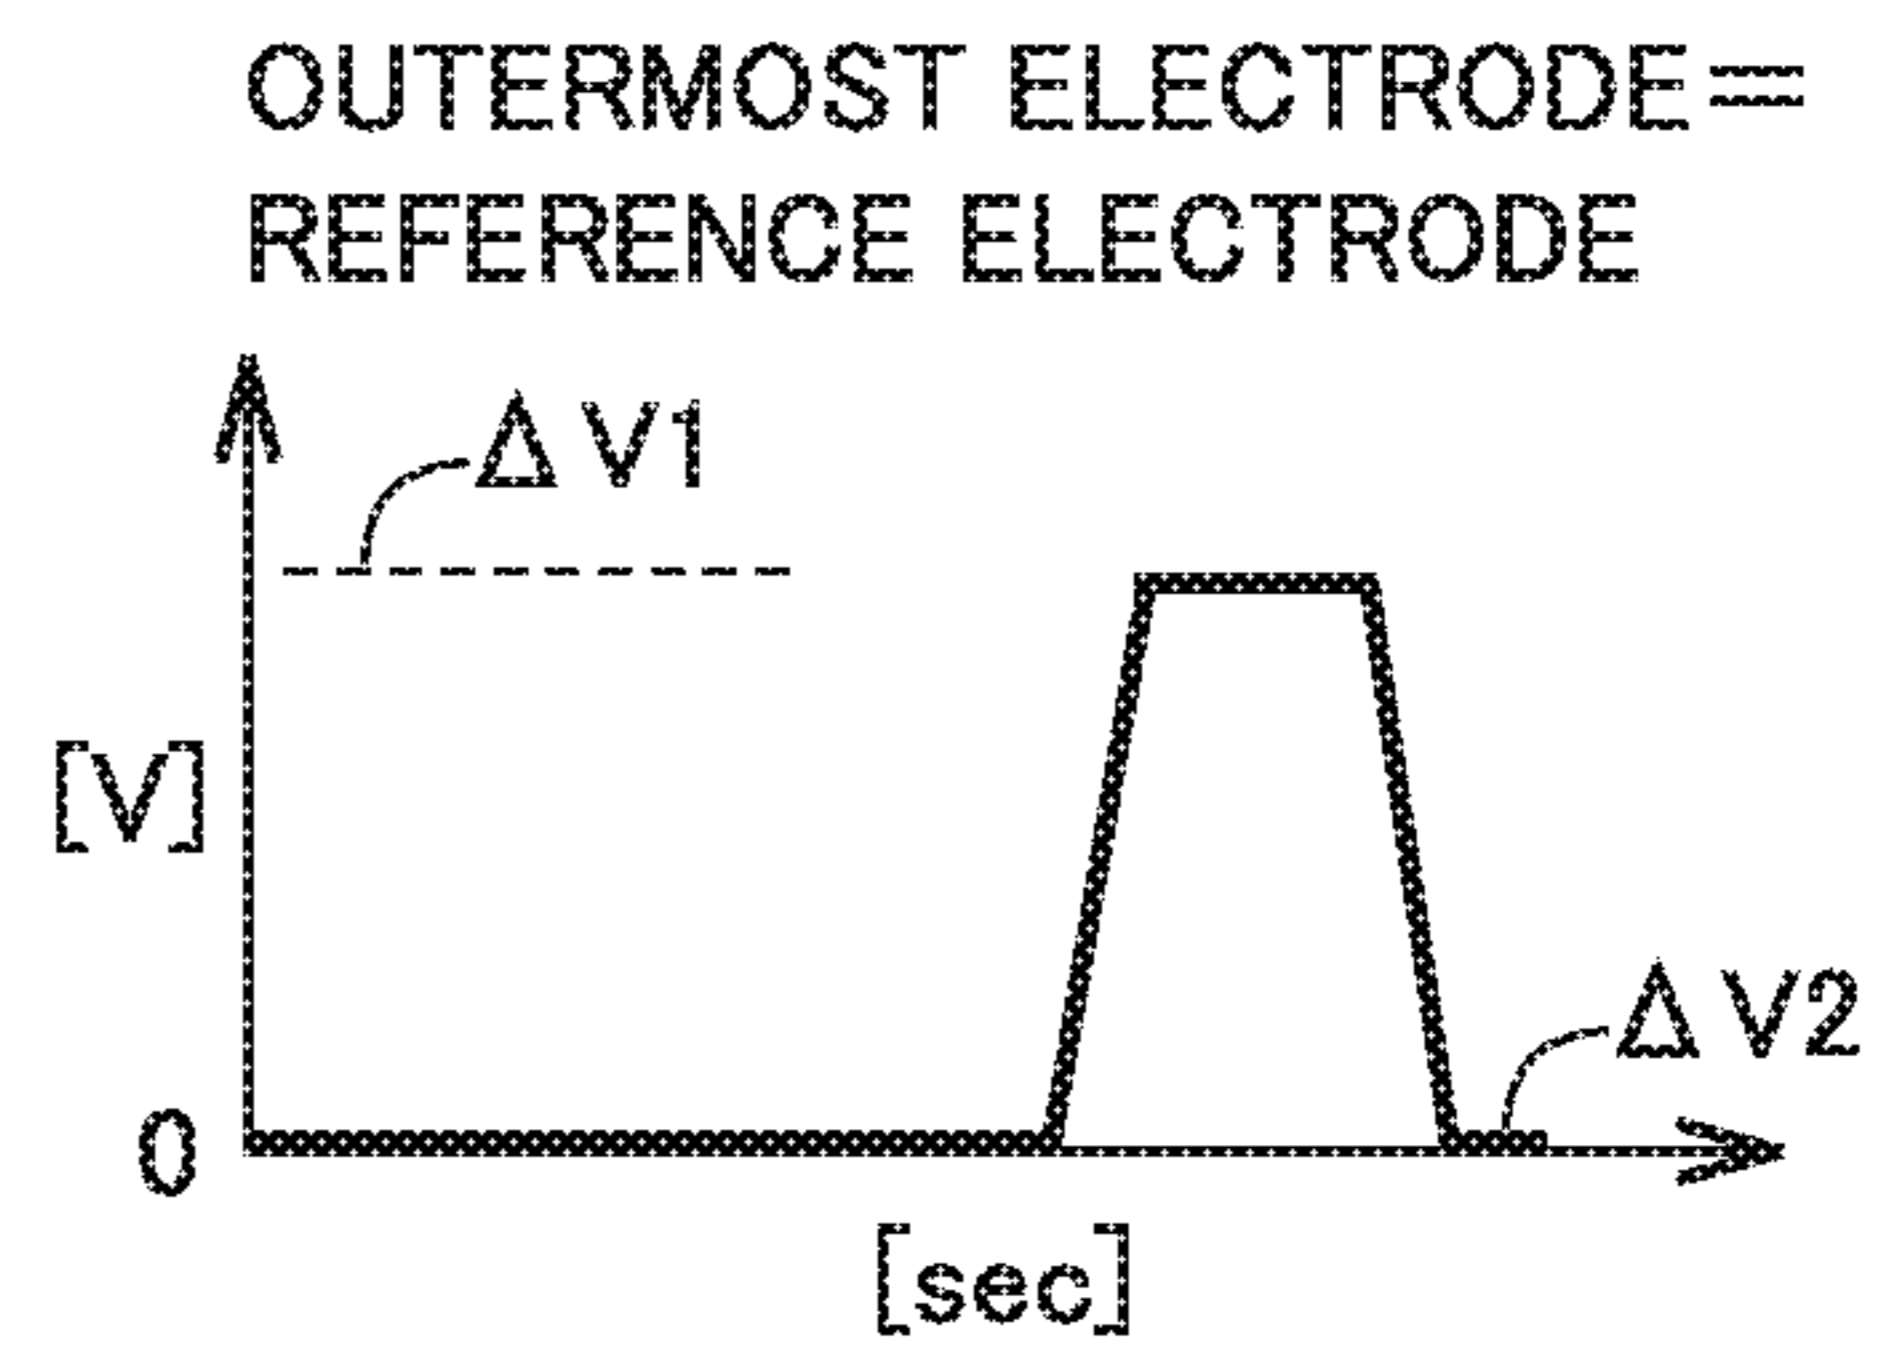 OUTERMOST ELECTRODE=
REFERENCE ELECTRODE
ΔV1
[V]
ΔV2
0
[sec]